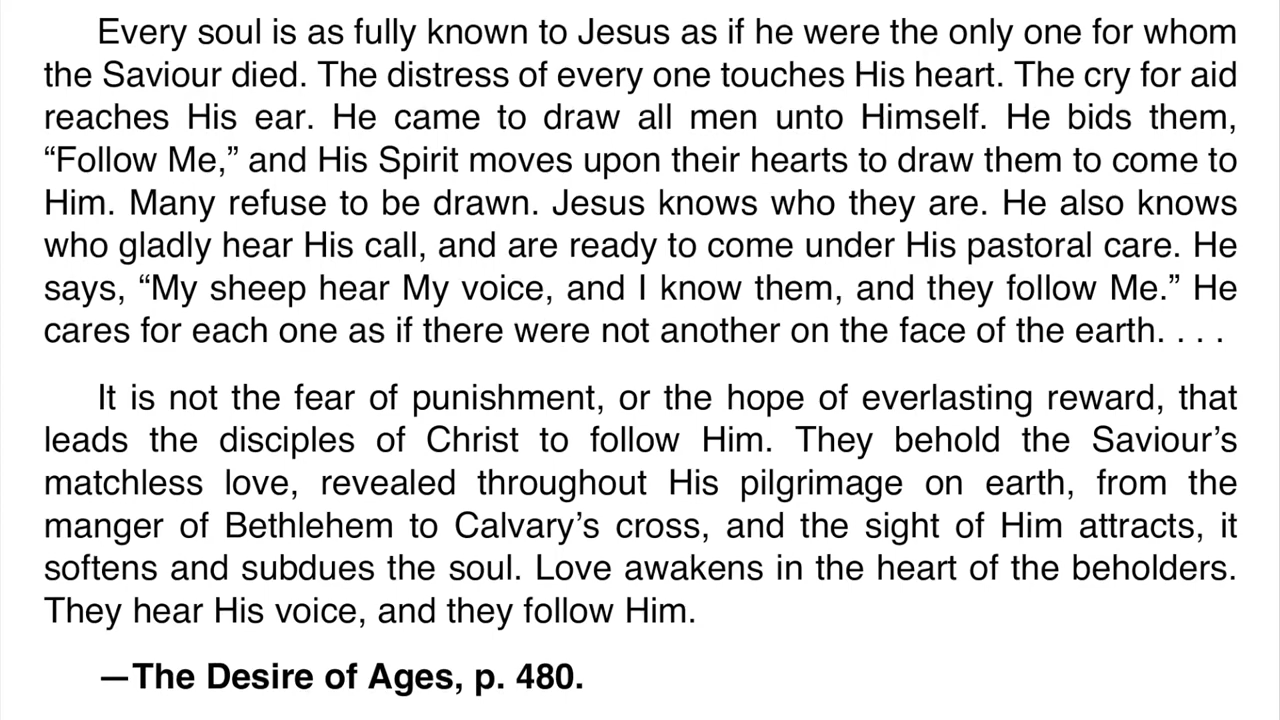 Every soul is as fully known to Jesus as if he were the only one for whom
the Saviour died. The distress of every one touches His heart. The cry for aid
reaches His ear. He came to draw all men unto Himself. He bids them,
“Follow Me,” and His Spirit moves upon their hearts to draw them to come to
Him. Many refuse to be drawn. Jesus knows who they are. He also knows
who gladly hear His call, and are ready to come under His pastoral care. He
says, “My sheep hear My voice, and I know them, and they follow Me.” He
cares for each one as if there were not another on the face of the earth. . . .
It is not the fear of punishment, or the hope of everlasting reward, that
leads the disciples of Christ to follow Him. They behold the Saviour’s
matchless love, revealed throughout His pilgrimage on earth, from the
manger of Bethlehem to Calvary’s cross, and the sight of Him attracts, it
softens and subdues the soul. Love awakens in the heart of the beholders.
They hear His voice, and they follow Him.
—The Desire of Ages, p. 480.